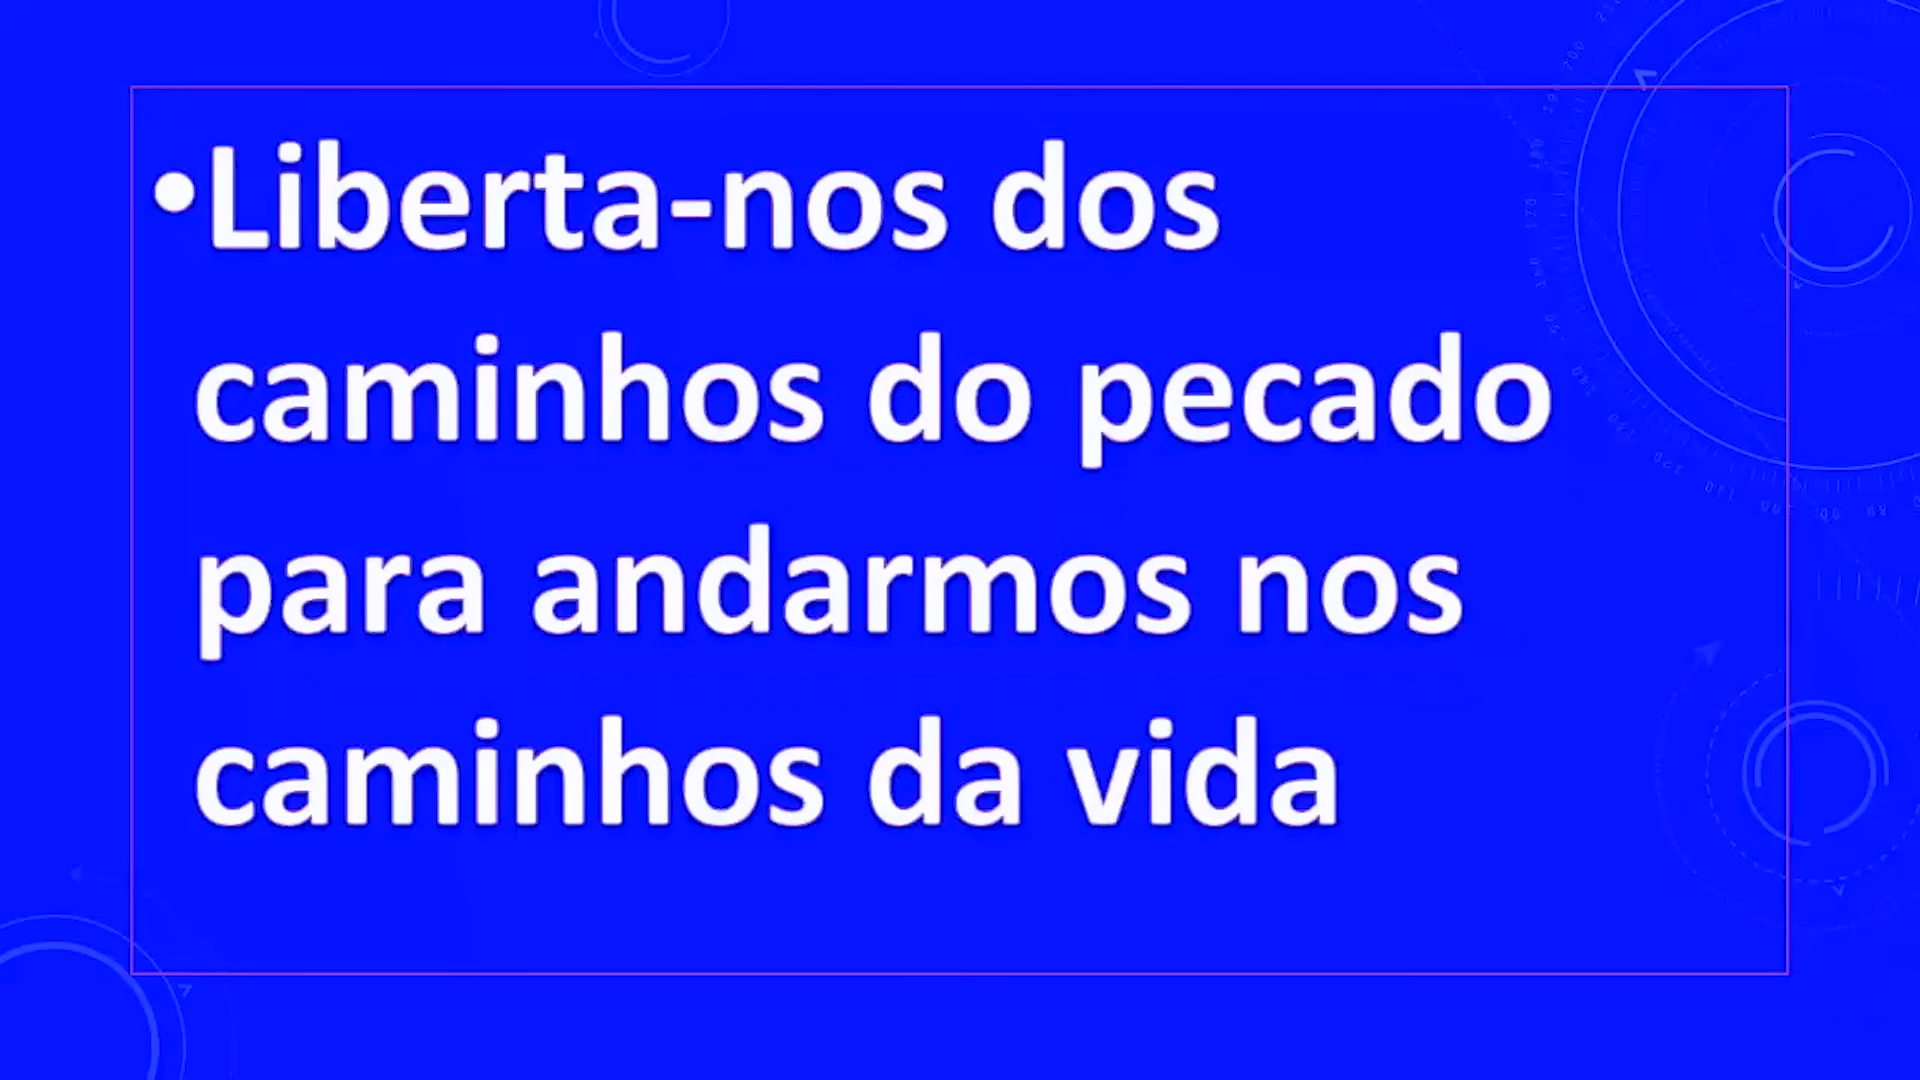 •Liberta-nos dos
caminhos do pecado
para andarmos nos
caminhos da vida